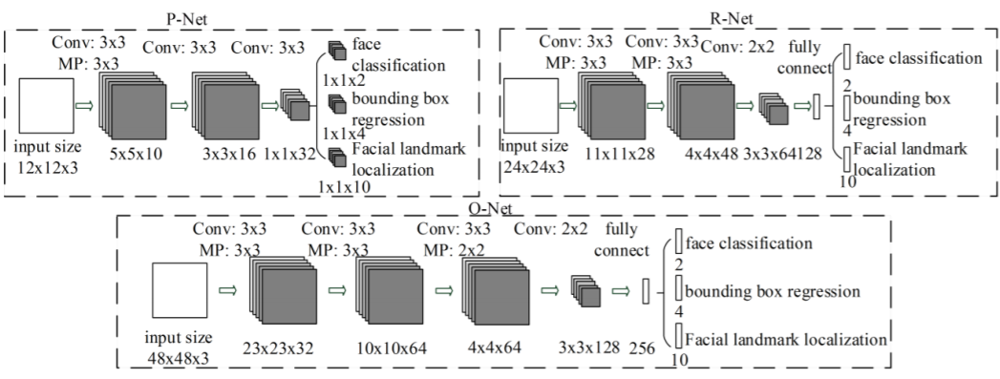 P-Net
Conv: 3x3 Conv: 3x3 Conv: 3x3
MP: 3x3
face
classification
1x1x2
bounding box
regression
1x1x4
Facial landmark
localization
1x1x10
input size
12x12x3
5x5x10
3x3x16
1x1x32
R-Net
Conv: 3x3 Conv: 3x3 Conv: 2x2 fully
MP: 3x3 MP: 3x3 connect
face classification
2
bounding box
regression
4
Facial landmark
localization
10
input size
24x24x3
11x11x28
4x4x48
3x3x64
128
O-Net
Conv: 3x3 Conv: 3x3 Conv: 3x3 Conv: 2x2 fully
MP: 3x3 MP: 3x3 MP: 2x2 connect
face classification
2
bounding box regression
4
Facial landmark localization
10
input size
48x48x3
23x23x32
10x10x64
4x4x64
3x3x128
256